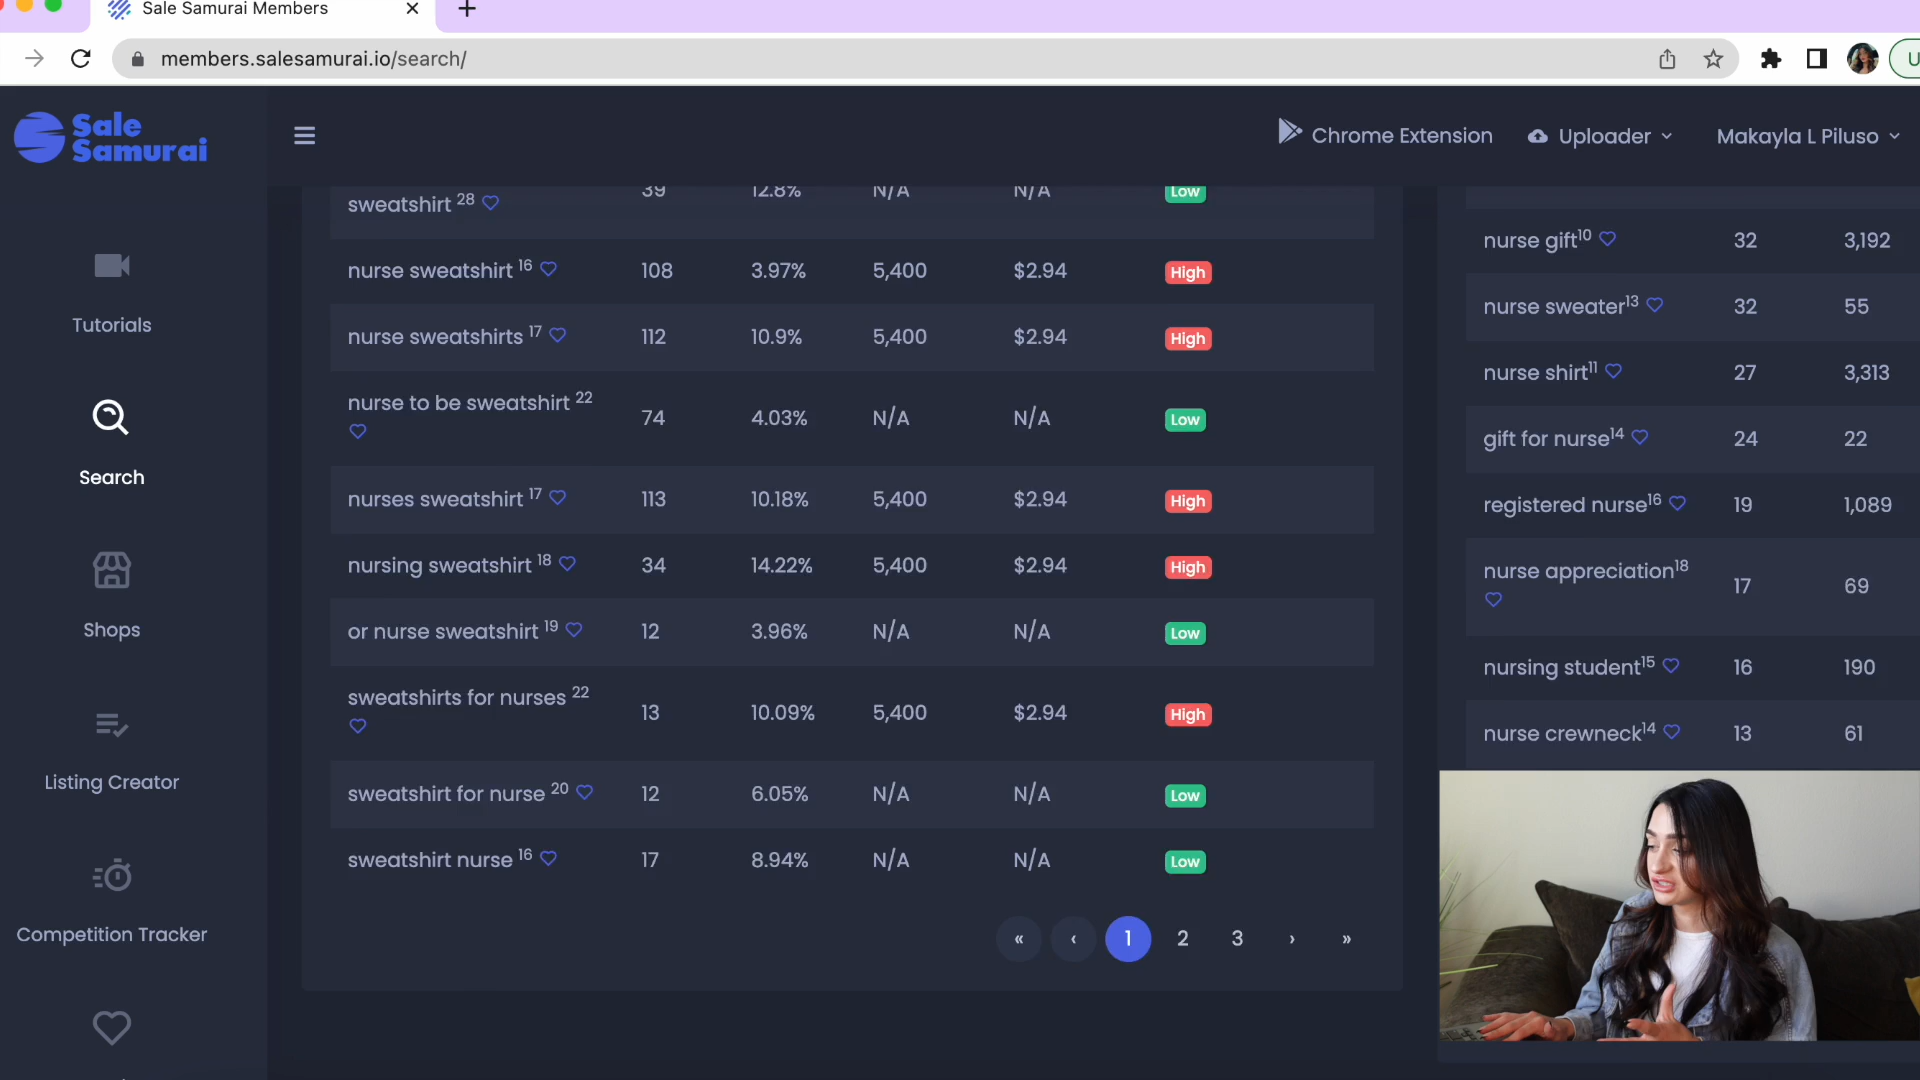 Sale Samurai Members
members.salesamurai.io/search/
U
Sale
Samurai
Chrome Extension
Uploader
Makayla L Piluso
Tutorials
Search
Shops
Listing Creator
Competition Tracker
sweatshirt 28 39 12.8% N/A N/A Low
nurse sweatshirt 16 108 3.97% 5,400 $2.94 High
nurse sweatshirts 17 112 10.9% 5,400 $2.94 High
nurse to be sweatshirt 22 74 4.03% N/A N/A Low
nurses sweatshirt 17 113 10.18% 5,400 $2.94 High
nursing sweatshirt 18 34 14.22% 5,400 $2.94 High
or nurse sweatshirt 19 12 3.96% N/A N/A Low
sweatshirts for nurses 22 13 10.09% 5,400 $2.94 High
sweatshirt for nurse 20 12 6.05% N/A N/A Low
sweatshirt nurse 16 17 8.94% N/A N/A Low
« ‹ 1 2 3 › »
nurse gift10 32 3,192
nurse sweater13 32 55
nurse shirt11 27 3,313
gift for nurse14 24 22
registered nurse16 19 1,089
nurse appreciation18 17 69
nursing student15 16 190
nurse crewneck14 13 61